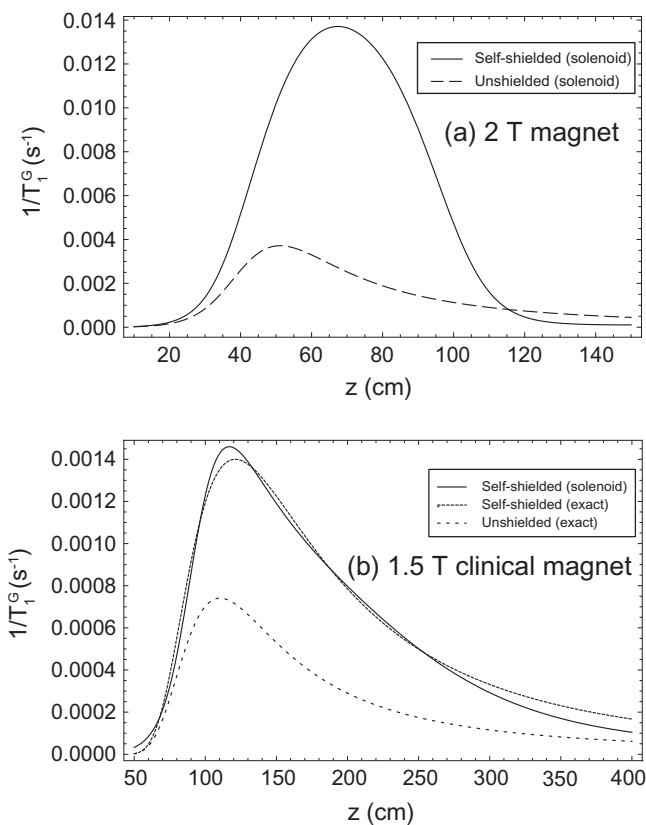 0.014
0.012
0.010
0.008
0.006
0.004
0.002
0.000
1/T₁ᴳ (s⁻¹)
Self-shielded (solenoid)
Unshielded (solenoid)
(a) 2 T magnet
20 40 60 80 100 120 140
z (cm)
0.0014
0.0012
0.0010
0.0008
0.0006
0.0004
0.0002
0.0000
1/T₁ᴳ (s⁻¹)
Self-shielded (solenoid)
Self-shielded (exact)
Unshielded (exact)
(b) 1.5 T clinical magnet
50 100 150 200 250 300 350 400
z (cm)